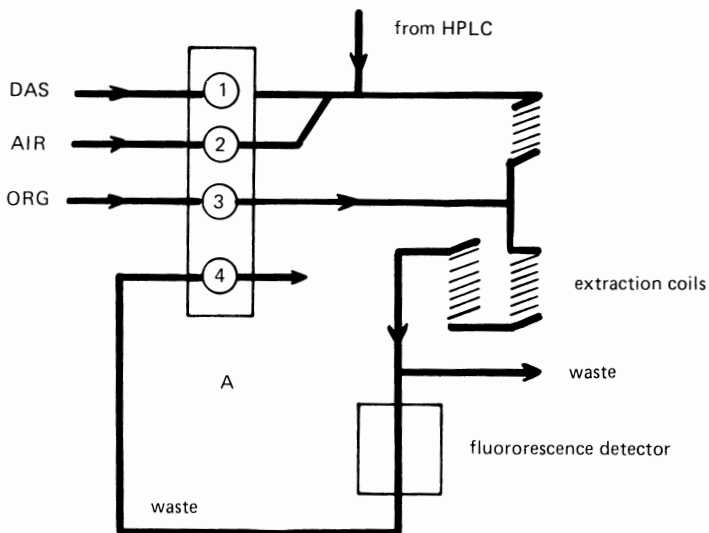 from HPLC
DAS
1
AIR
2
ORG
3
4
extraction coils
waste
A
fluororescence detector
waste